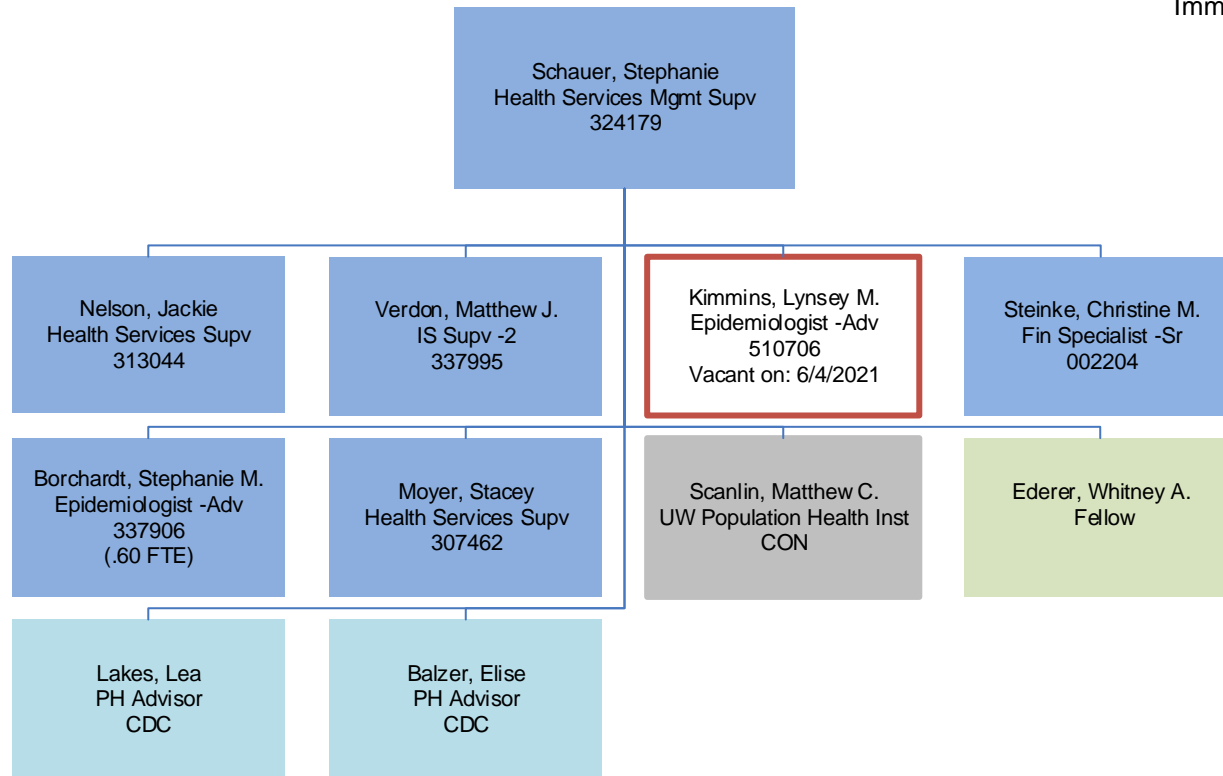 Imm
Schauer, Stephanie
Health Services Mgmt Supv
324179
Nelson, Jackie
Health Services Supv
313044
Verdon, Matthew J.
IS Supv -2
337995
Kimmins, Lynsey M.
Epidemiologist -Adv
510706
Vacant on: 6/4/2021
Steinke, Christine M.
Fin Specialist -Sr
002204
Borchardt, Stephanie M.
Epidemiologist -Adv
337906
(.60 FTE)
Moyer, Stacey
Health Services Supv
307462
Scanlin, Matthew C.
UW Population Health Inst
CON
Ederer, Whitney A.
Fellow
Lakes, Lea
PH Advisor
CDC
Balzer, Elise
PH Advisor
CDC